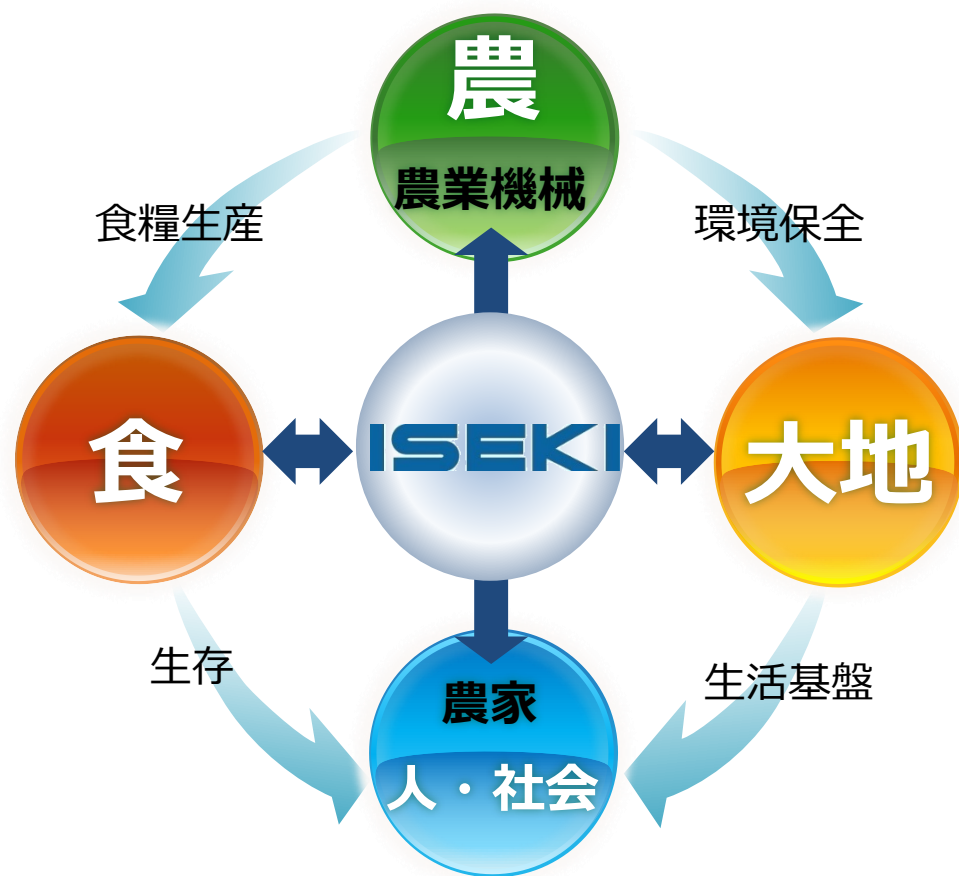 農
農業機械
食糧生産
環境保全
食
ISEKI
大地
生存
生活基盤
農家
人・社会